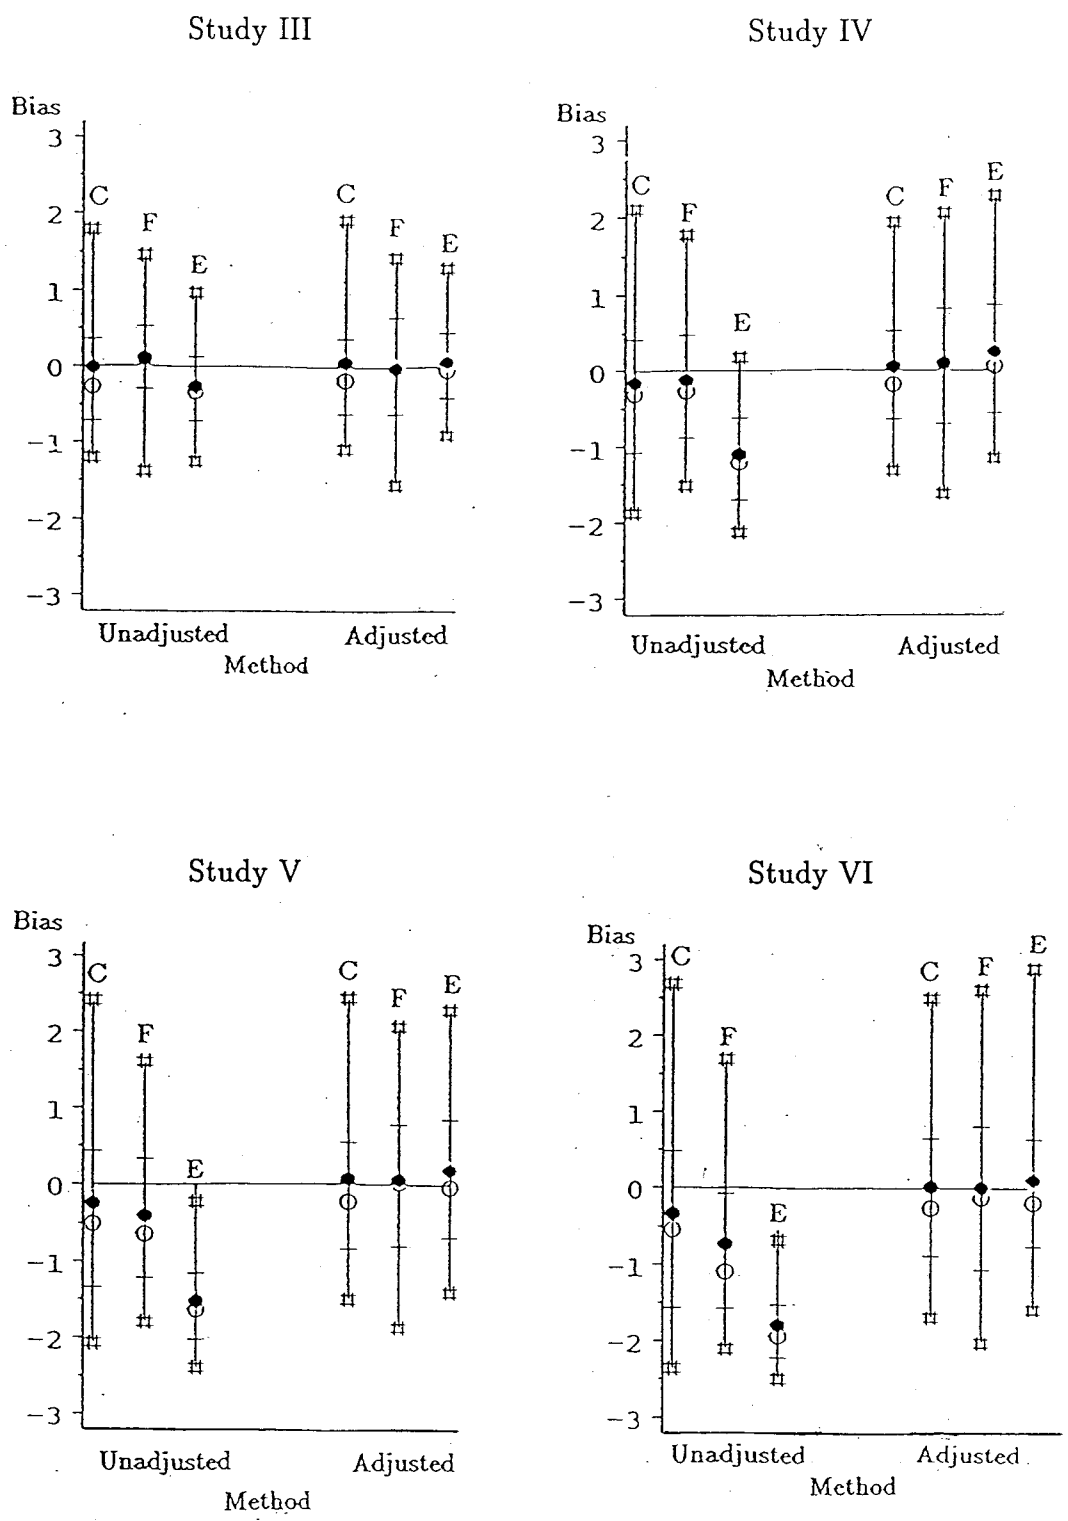 Study III
Bias
3
2
1
0
−1
−2
−3
C F E C F E
Unadjusted Adjusted
Method
Study IV
Bias
3
2
1
0
−1
−2
−3
C F E C F E
Unadjusted Adjusted
Method
Study V
Bias
3
2
1
0
−1
−2
−3
C F E C F E
Unadjusted Adjusted
Method
Study VI
Bias
3
2
1
0
−1
−2
−3
C F E C F E
Unadjusted Adjusted
Method